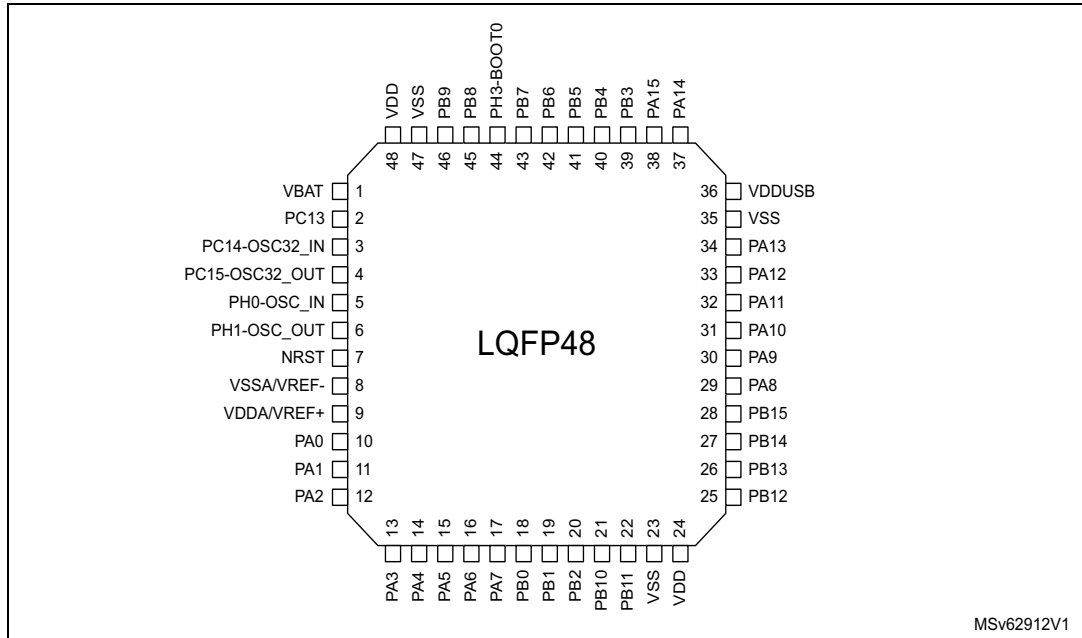 VDD
VSS
PB9
PB8
PH3-BOOT0
PB7
PB6
PB5
PB4
PB3
PA15
PA14
48
47
46
45
44
43
42
41
40
39
38
37
VBAT 1
PC13 2
PC14-OSC32_IN 3
PC15-OSC32_OUT 4
PH0-OSC_IN 5
PH1-OSC_OUT 6
NRST 7
VSSA/VREF- 8
VDDA/VREF+ 9
PA0 10
PA1 11
PA2 12
LQFP48
36 VDDUSB
35 VSS
34 PA13
33 PA12
32 PA11
31 PA10
30 PA9
29 PA8
28 PB15
27 PB14
26 PB13
25 PB12
13
14
15
16
17
18
19
20
21
22
23
24
PA3
PA4
PA5
PA6
PA7
PB0
PB1
PB2
PB10
PB11
VSS
VDD
MSv62912V1